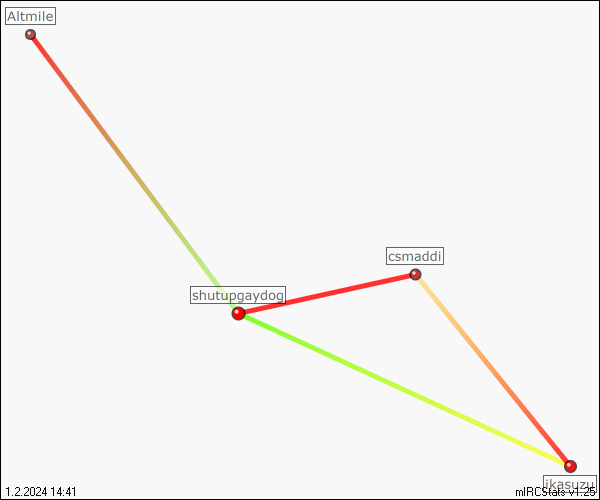 Altmile
csmaddi
shutupgaydog
ikasuzu
1.2.2024 14:41
mIRCStats v1.25